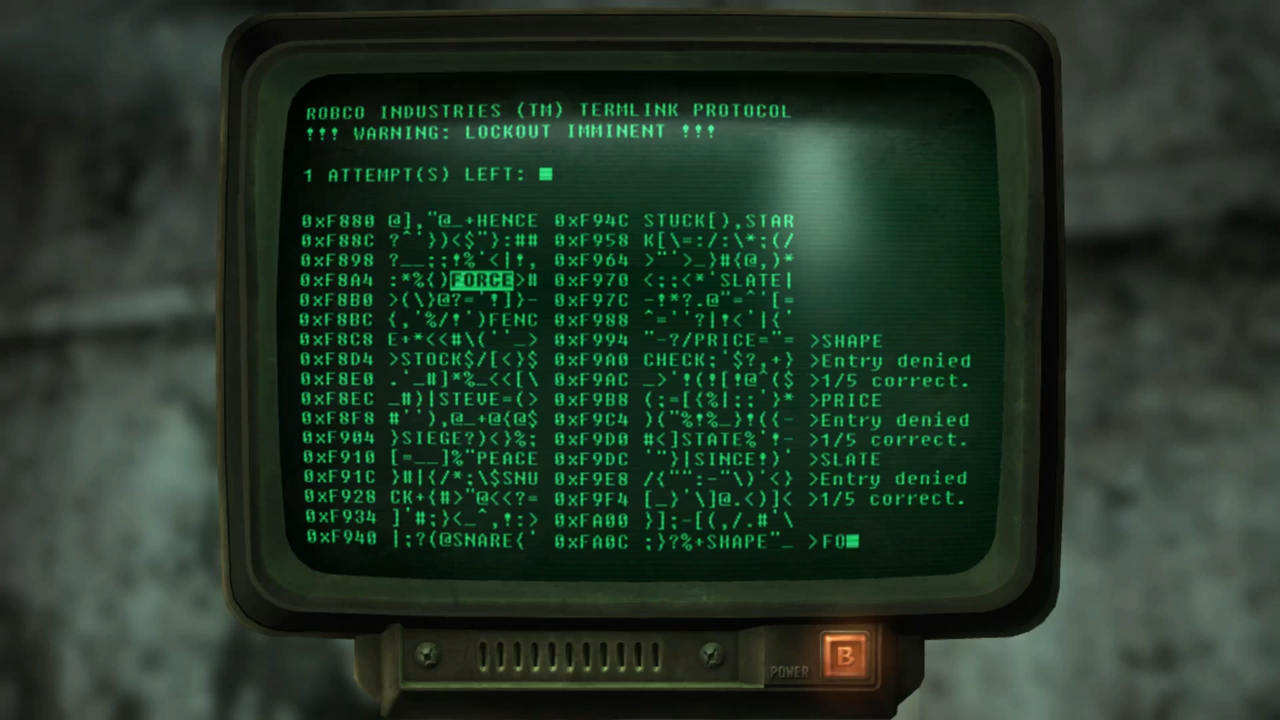 ROBCO INDUSTRIES (TM) TERMLINK PROTOCOL
!!! WARNING: LOCKOUT IMMINENT !!!
1 ATTEMPT(S) LEFT: ■
0xF880 @],"@_+HENCE 0xF94C STUCK[),STAR
0xF88C ?^`})<$"}:## 0xF958 K[\=:/:\*;(/
0xF898 ?__;;!%'<|!, 0xF964 >"'>_}#{@,)*
0xF8A4 :*%{)FORCE>#  0xF970 <:;<*'SLATE|
0xF8B0 >(\}@?='!]}- 0xF97C -!*?.@"=^'[=
0xF8BC {,'%/!')FENC 0xF988 ^=''?|!<'|{'
0xF8C8 E+*<<#\(''_> 0xF994 "-?/PRICE="= >SHAPE
0xF8D4 >STOCK$/[<}$ 0xF9A0 CHECK;'$?,+} >Entry denied
0xF8E0 .'_#]*%_<<[\ 0xF9AC _>'!(![!@'($ >1/5 correct.
0xF8EC _#)|STEVE=(> 0xF9B8 (;=[{%|;;'}* >PRICE
0xF8F8 #''),@_+@{@$ 0xF9C4 )("%!%_}!({- >Entry denied
0xF904 }SIEGE?)<}%; 0xF9D0 #<]STATE%'!- >1/5 correct.
0xF910 [=__]%"PEACE 0xF9DC '"}|SINCE!)' >SLATE
0xF91C }#|{/*;\$SNU 0xF9E8 /{"":-"\)'<} >Entry denied
0xF928 CK+{#>"@<<?= 0xF9F4 [_}'\]@.<)]< >1/5 correct.
0xF934 ]'#;}<_^,!:> 0xFA00 }];-[(,/.#'\
0xF940 |;?(@SNARE{' 0xFA0C ;}?%+SHAPE"_ >FO■
POWER
B